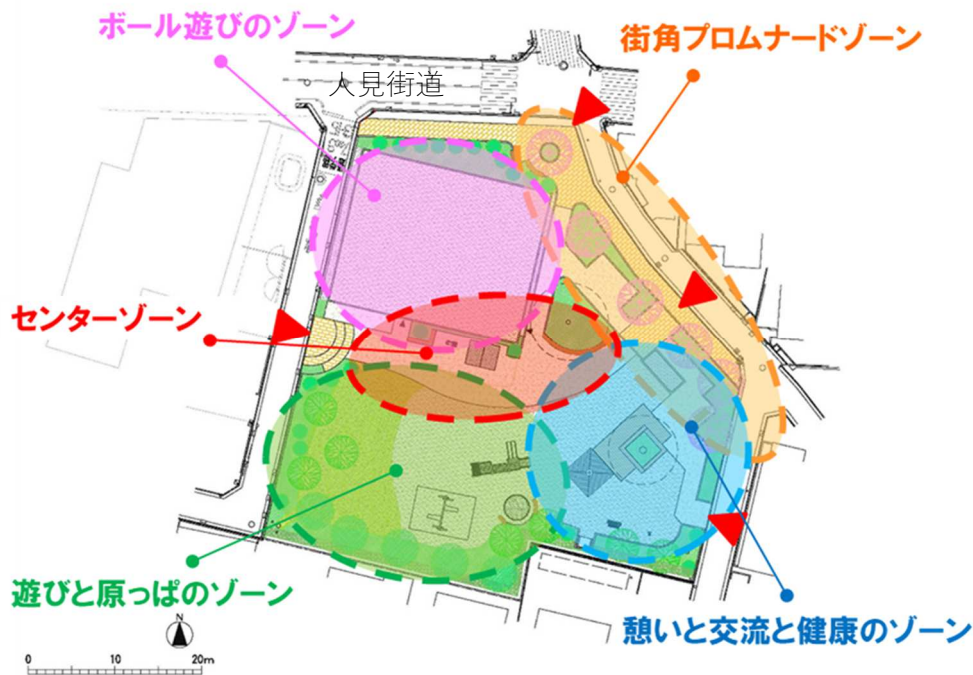 ボール遊びのゾーン
街角プロムナードゾーン
人見街道
センターゾーン
遊びと原っぱのゾーン
憩いと交流と健康のゾーン
N
0 10 20m